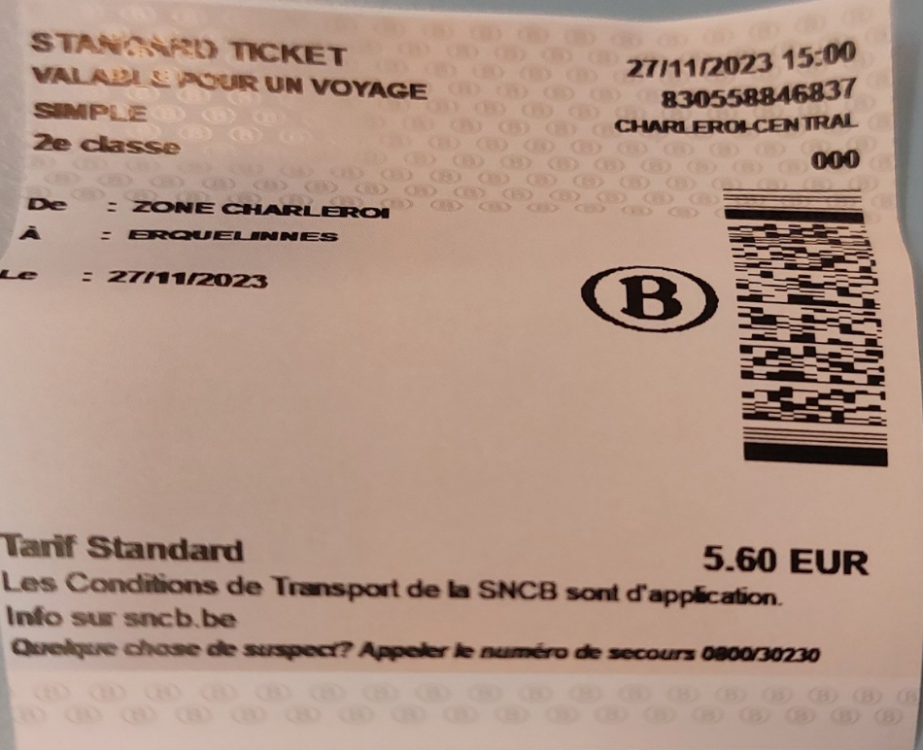 STANDARD TICKET
27/11/2023 15:00
VALABLE POUR UN VOYAGE
830558846837
SIMPLE
CHARLEROI-CENTRAL
2e classe
000
De : ZONE CHARLEROI
À : ERQUELINNES
Le : 27/11/2023
B
Tarif Standard 5.60 EUR
Les Conditions de Transport de la SNCB sont d'application.
Info sur sncb.be
Quelque chose de suspect? Appeler le numéro de secours 0800/30230